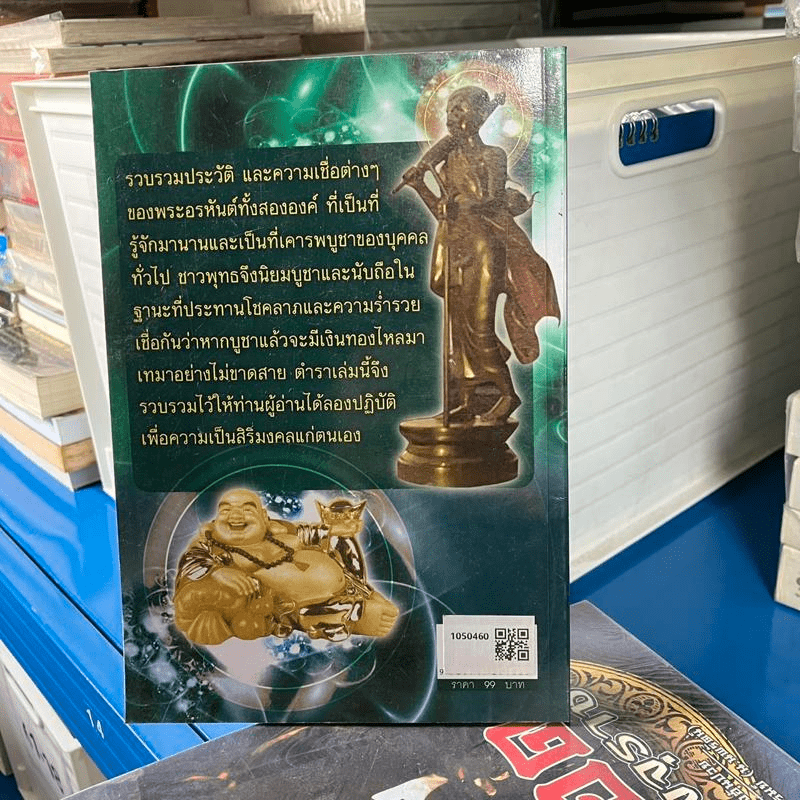 รวบรวมประวัติ และความเชื่อต่างๆ
ของพระอรหันต์ทั้งสององค์ ที่เป็นที่
รู้จักมานานและเป็นที่เคารพบูชาของบุคคล
ทั่วไป ชาวพุทธจึงนิยมบูชาและนับถือใน
ฐานะที่ประทานโชคลาภและความร่ำรวย
เชื่อกันว่าหากบูชาแล้วจะมีเงินทองไหลมา
เทมาอย่างไม่ขาดสาย ตำราเล่มนี้จึง
รวบรวมไว้ให้ท่านผู้อ่านได้ลองปฏิบัติ
เพื่อความเป็นสิริมงคลแก่ตนเอง
1050460
9
ราคา 99 บาท
14